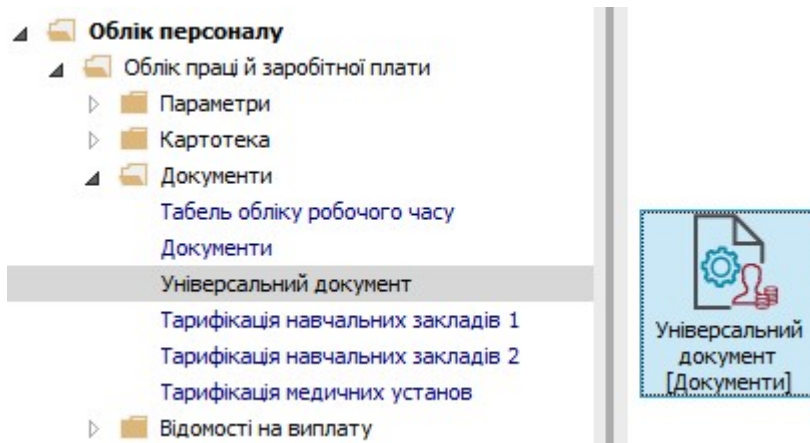 Облік персоналу
Облік праці й заробітної плати
Параметри
Картотека
Документи
Табель обліку робочого часу
Документи
Універсальний документ
Тарифікація навчальних закладів 1
Тарифікація навчальних закладів 2
Тарифікація медичних установ
Відомості на виплату
Універсальний
документ
[Документи]